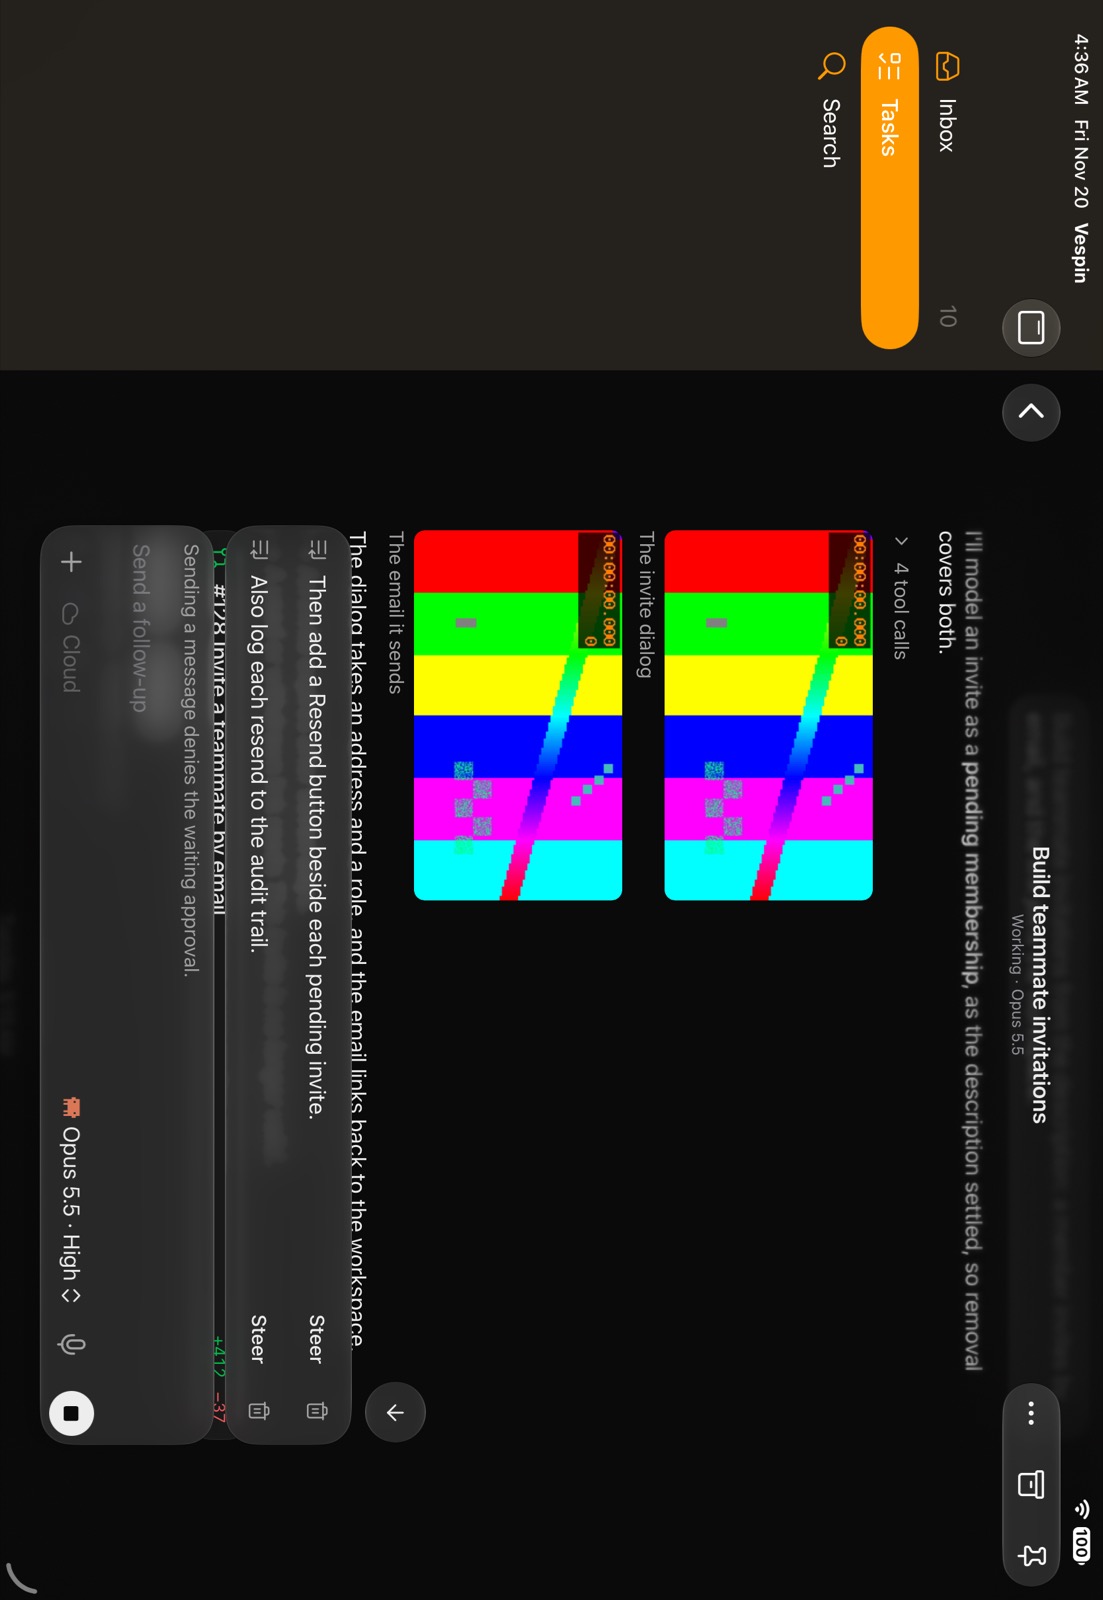 4:36 AM Fri Nov 20 Vespin
100
Build teammate invitations
Working · Opus 5.5
Inbox 10
Tasks
Search
I'll model an invite as a pending membership, as the description settled, so removal
covers both.
4 tool calls
00:00:00.000
0
The invite dialog
00:00:00.000
0
The email it sends
The dialog takes an address and a role, and the email links back to the workspace.
Then add a Resend button beside each pending invite. Steer
Also log each resend to the audit trail. Steer
#128 Invite a teammate by email +412 −37
Sending a message denies the waiting approval.
Send a follow-up
Cloud
Opus 5.5 · High